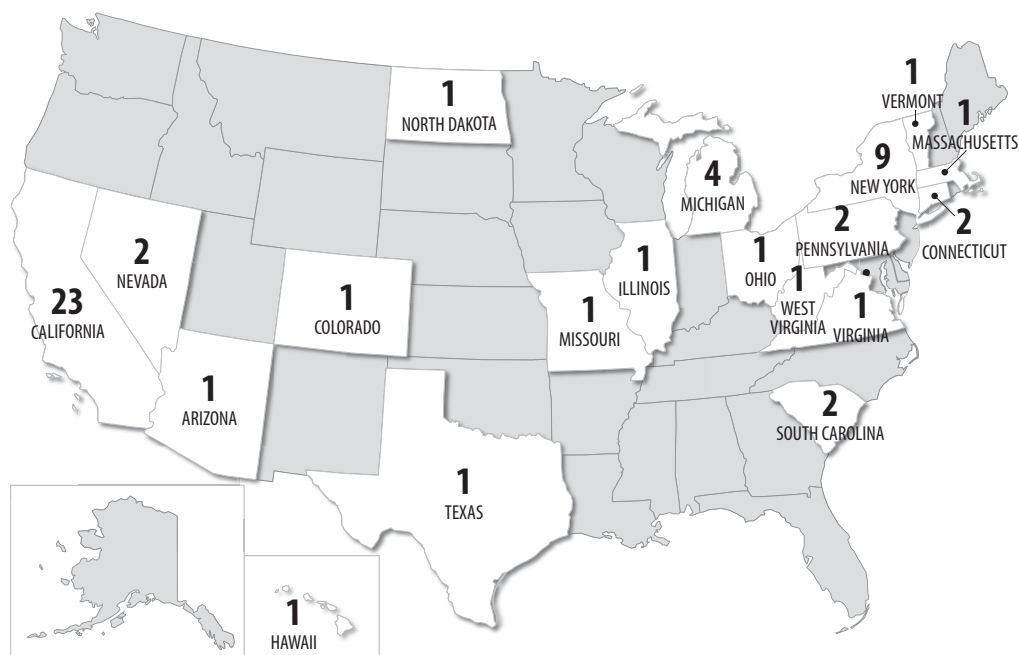 1
VERMONT
1
MASSACHUSETTS
1
NORTH DAKOTA
9
NEW YORK
4
MICHIGAN
2
PENNSYLVANIA
2
CONNECTICUT
2
NEVADA
1
OHIO
1
ILLINOIS
1
WEST
VIRGINIA
1
VIRGINIA
23
CALIFORNIA
1
COLORADO
1
MISSOURI
1
ARIZONA
2
SOUTH CAROLINA
1
TEXAS
1
HAWAII